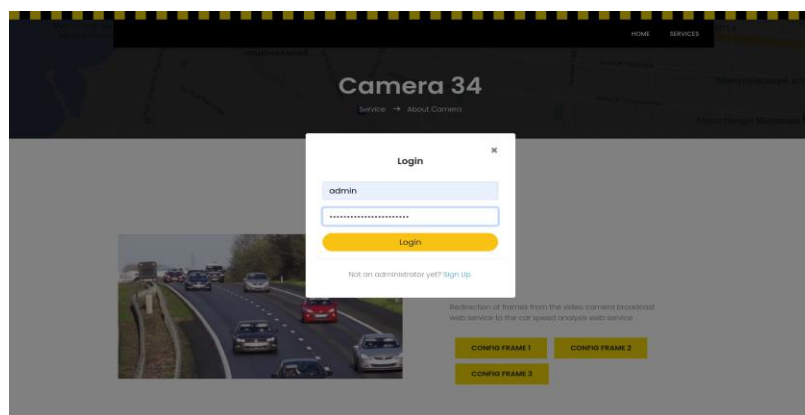 HOME SERVICES
Camera 34
Service → About Camera
×
Login
admin
Login
Not an administrator yet? Sign Up
Redirection of frames from the video camera broadcast
web service to the car speed analysis web service
CONFIG FRAME 1 CONFIG FRAME 2
CONFIG FRAME 3